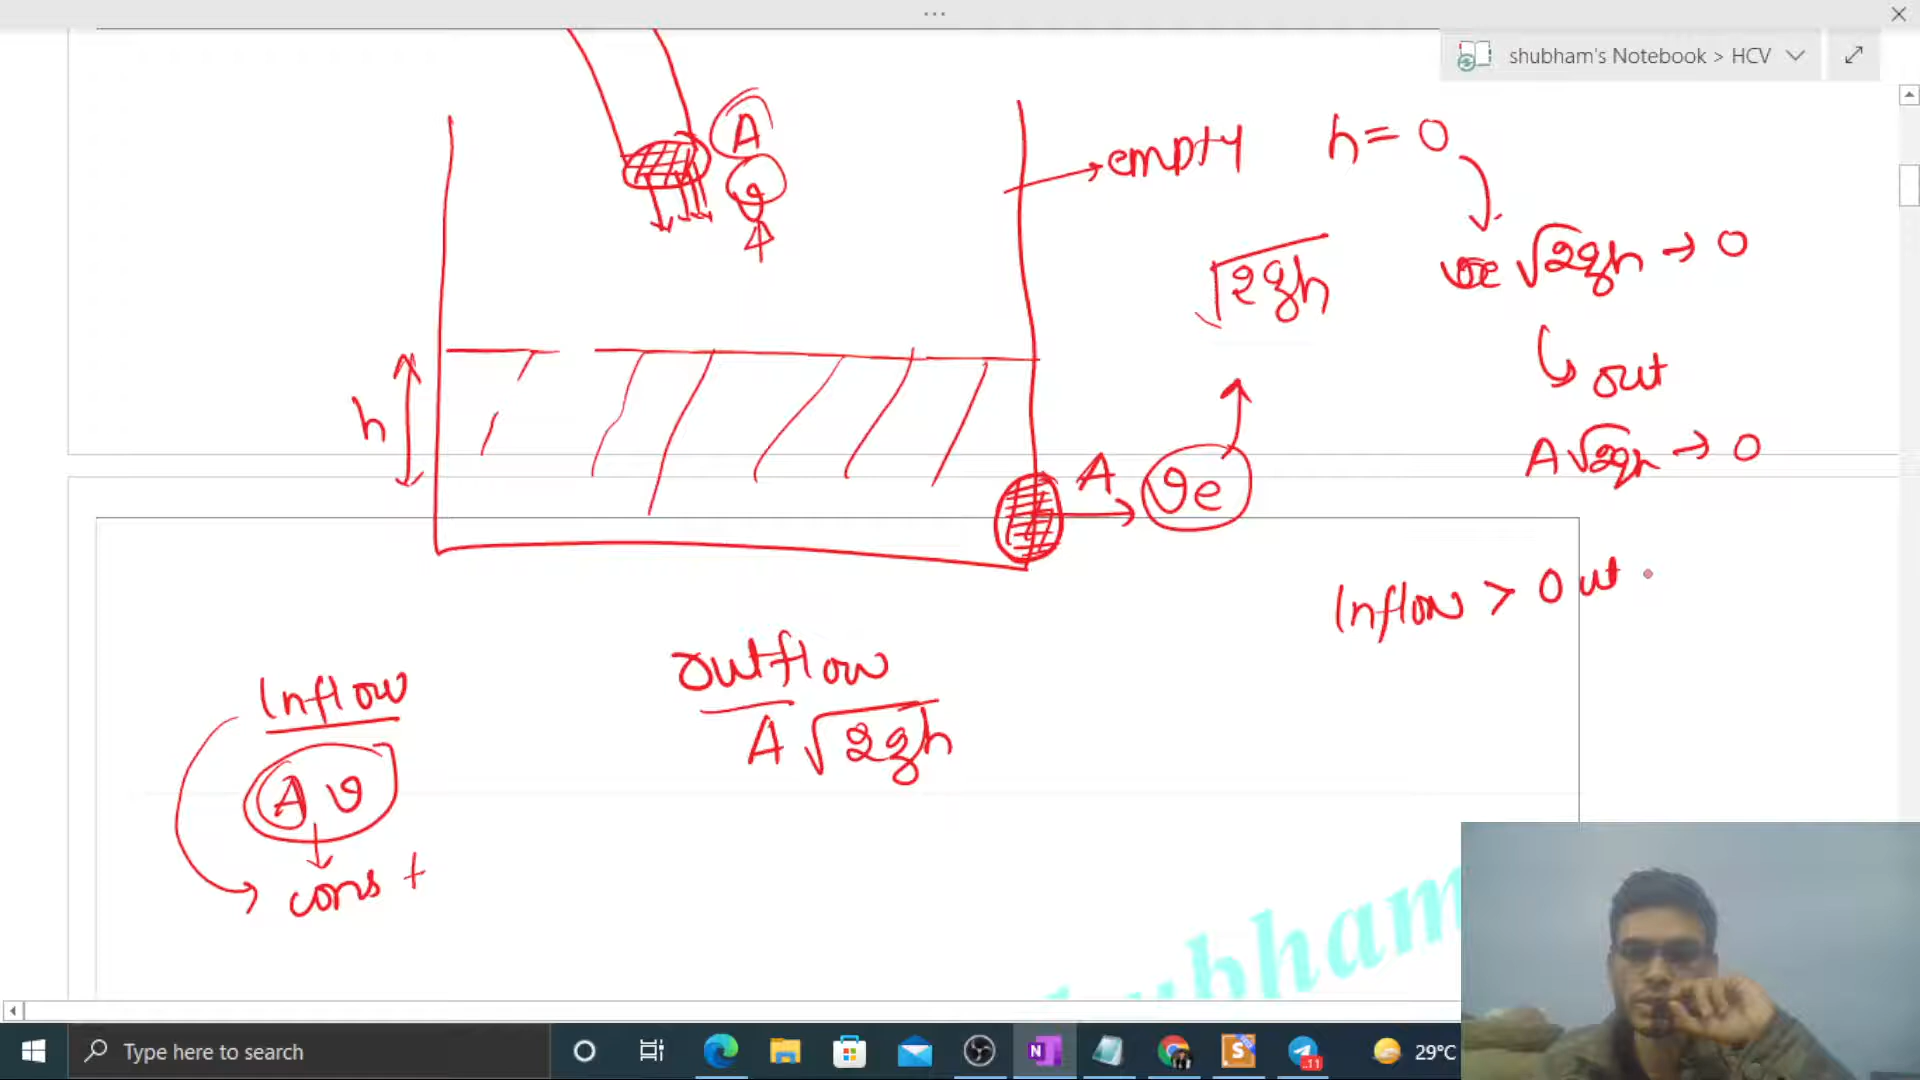 ...
shubham's Notebook > HCV
A
v
empty
h = 0
√2gh
ve √2gh → 0
out
A√2gh → 0
h
A
ve
Inflow > Out
Inflow
Av
const
outflow
A√2gh
shubham
Type here to search
11
29°C